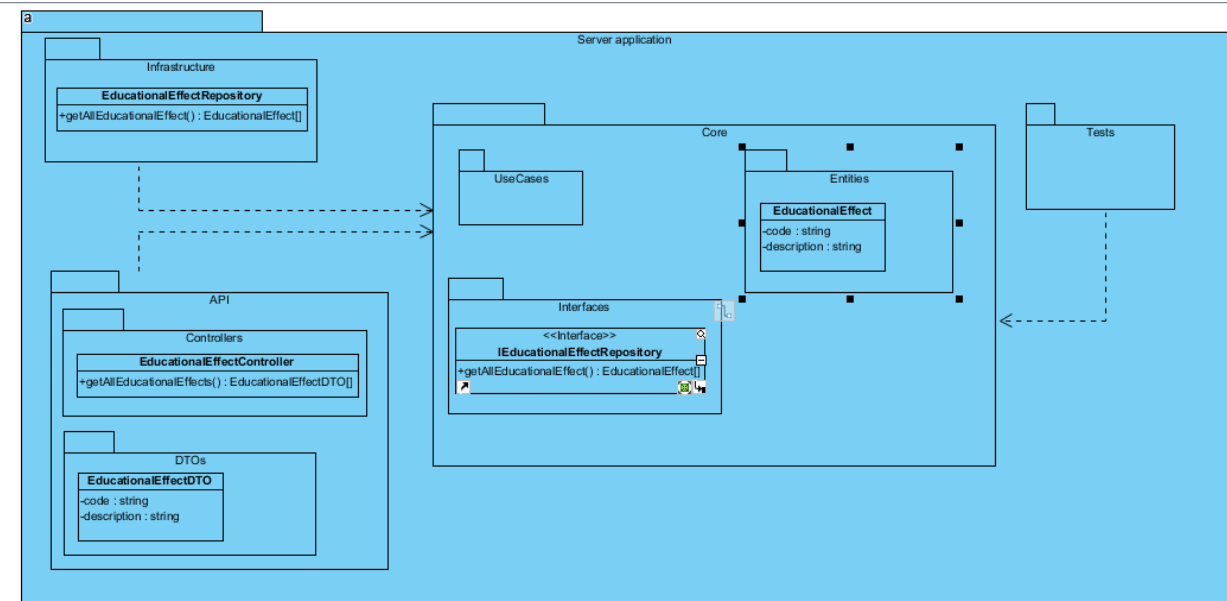 a
Server application
Infrastructure
EducationalEffectRepository
+getAllEducationalEffect() : EducationalEffect[]
Core
UseCases
Entities
EducationalEffect
-code : string
-description : string
Tests
Interfaces
<<Interface>>
IEducationalEffectRepository
+getAllEducationalEffect() : EducationalEffect[]
API
Controllers
EducationalEffectController
+getAllEducationalEffects() : EducationalEffectDTO[]
DTOs
EducationalEffectDTO
-code : string
-description : string